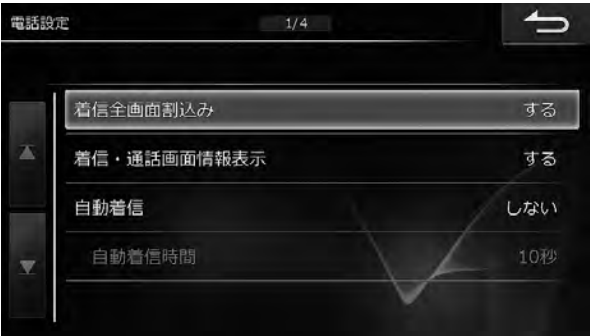 電話設定
1/4
着信全画面割込み する
着信・通話画面情報表示 する
自動着信 しない
自動着信時間 10秒